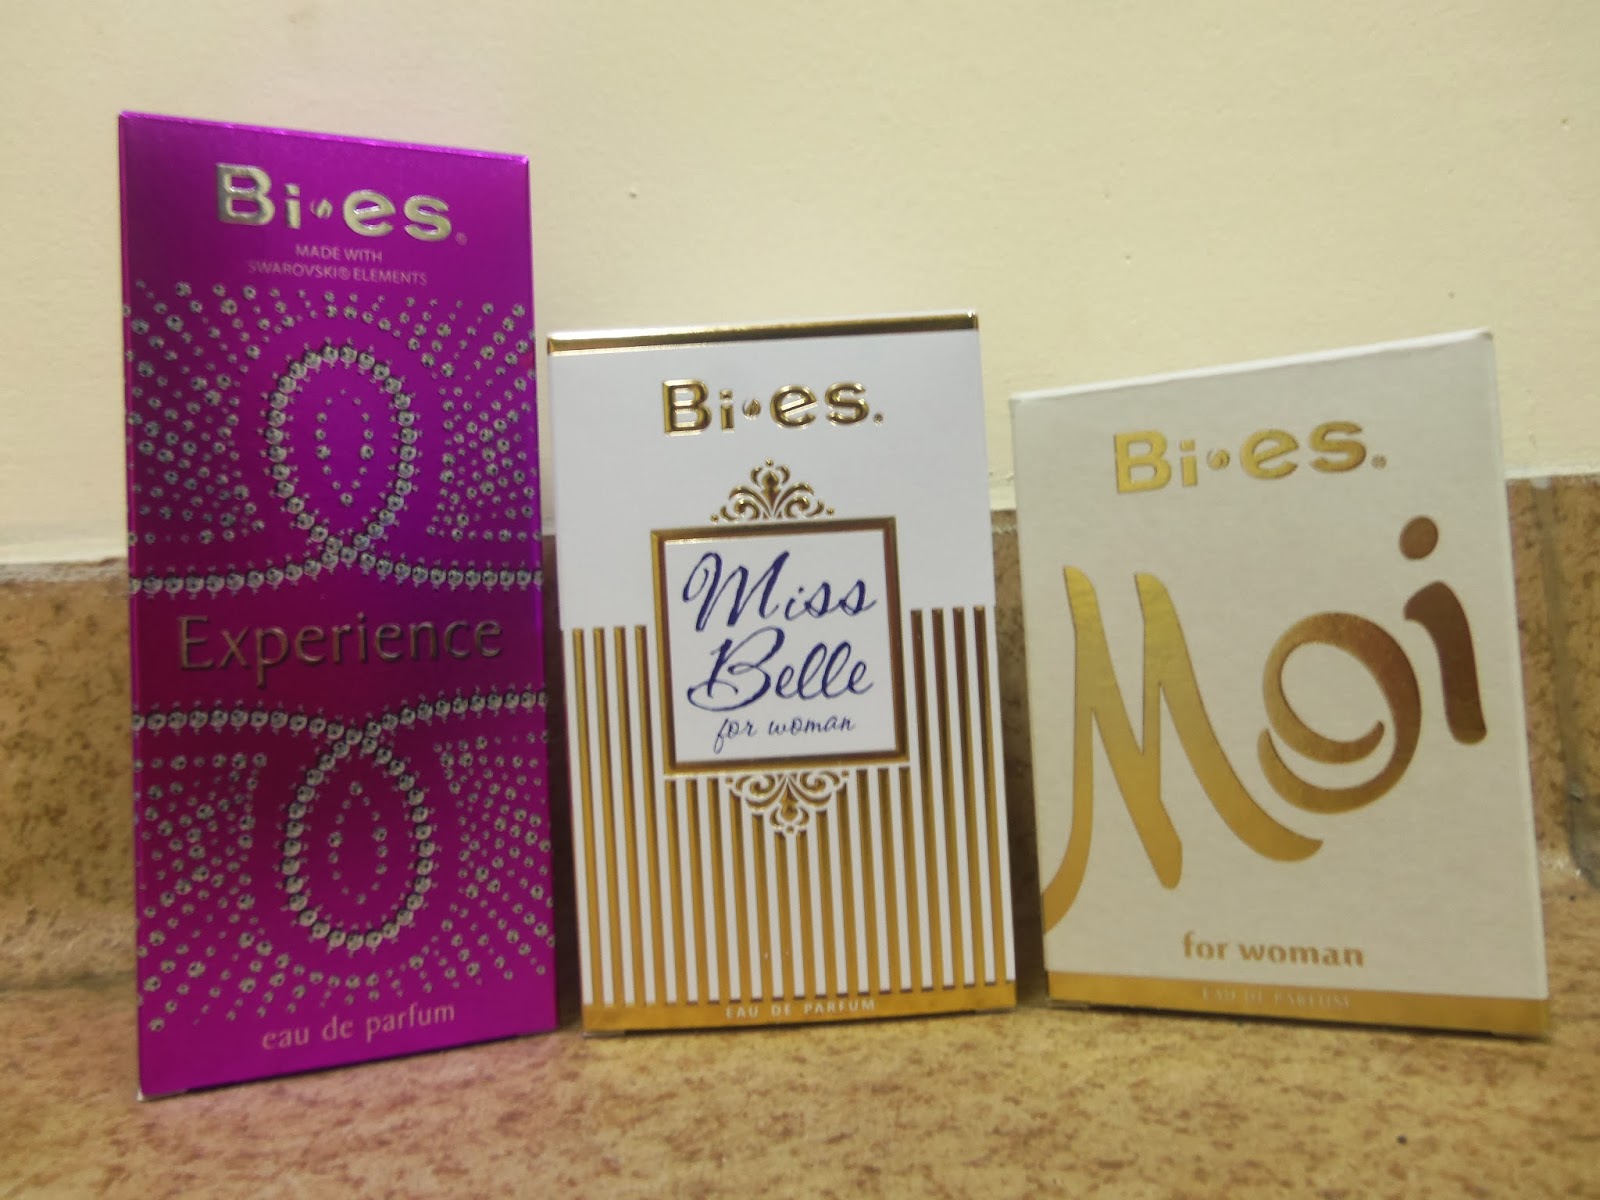 Bi·es®
MADE WITH
SWAROVSKI® ELEMENTS
Experience
eau de parfum
Bi·es®
Miss
Belle
for woman
EAU DE PARFUM
Bi·es®
Moi
for woman
EAU DE PARFUM